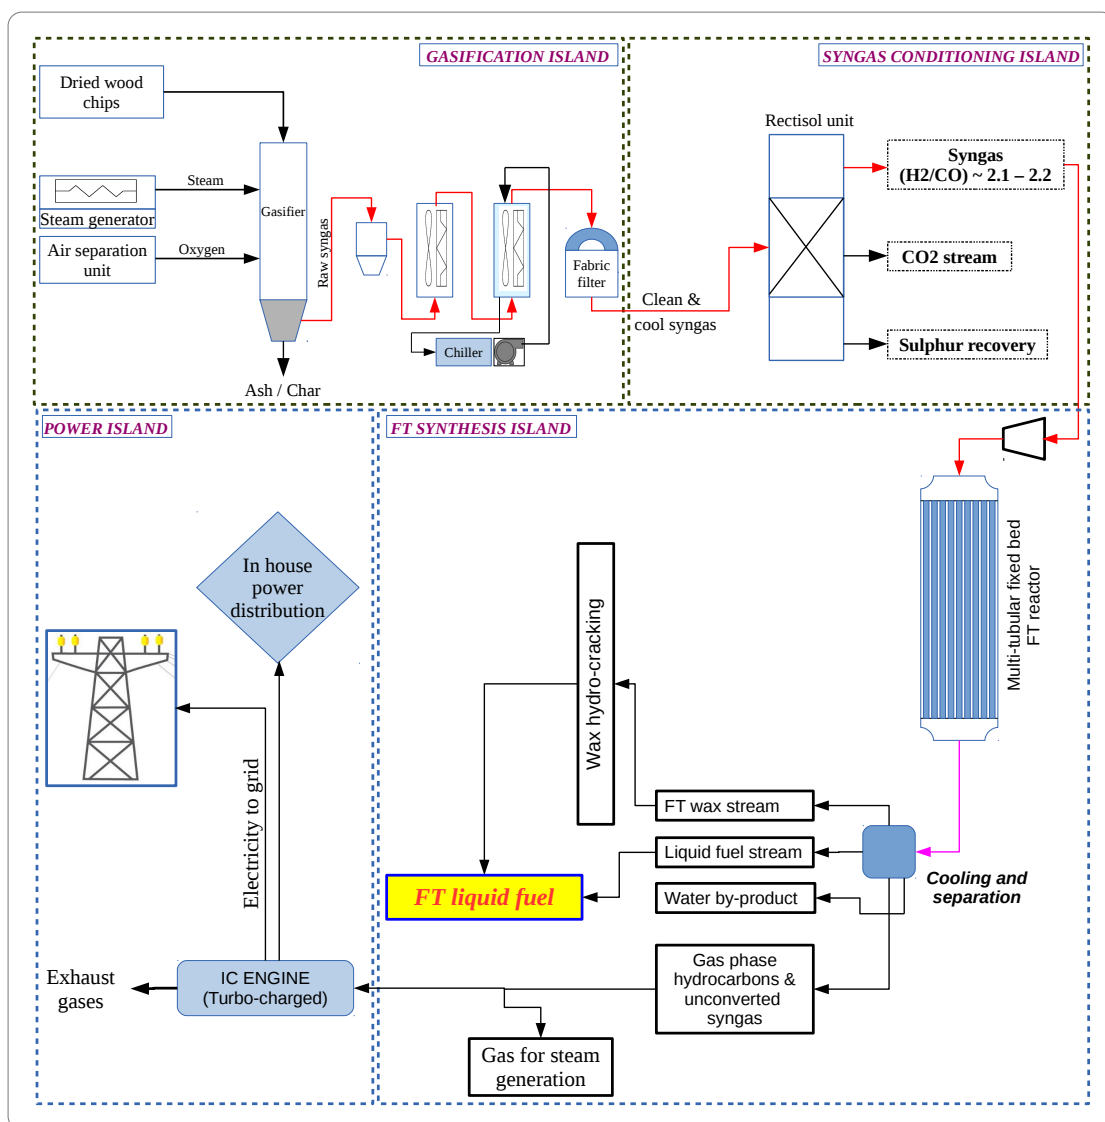 GASIFICATION ISLAND
SYNGAS CONDITIONING ISLAND
Dried wood
chips
Steam generator
Air separation
unit
Steam
Oxygen
Gasifier
Ash / Char
Raw syngas
Chiller
Fabric
filter
Clean &
cool syngas
Rectisol unit
Syngas
(H2/CO) ~ 2.1 – 2.2
CO2 stream
Sulphur recovery
POWER ISLAND
FT SYNTHESIS ISLAND
In house
power
distribution
Electricity to grid
Exhaust
gases
IC ENGINE
(Turbo-charged)
Wax hydro-cracking
Multi-tubular fixed bed
FT reactor
FT wax stream
Liquid fuel stream
Water by-product
Cooling and
separation
FT liquid fuel
Gas phase
hydrocarbons &
unconverted
syngas
Gas for steam
generation